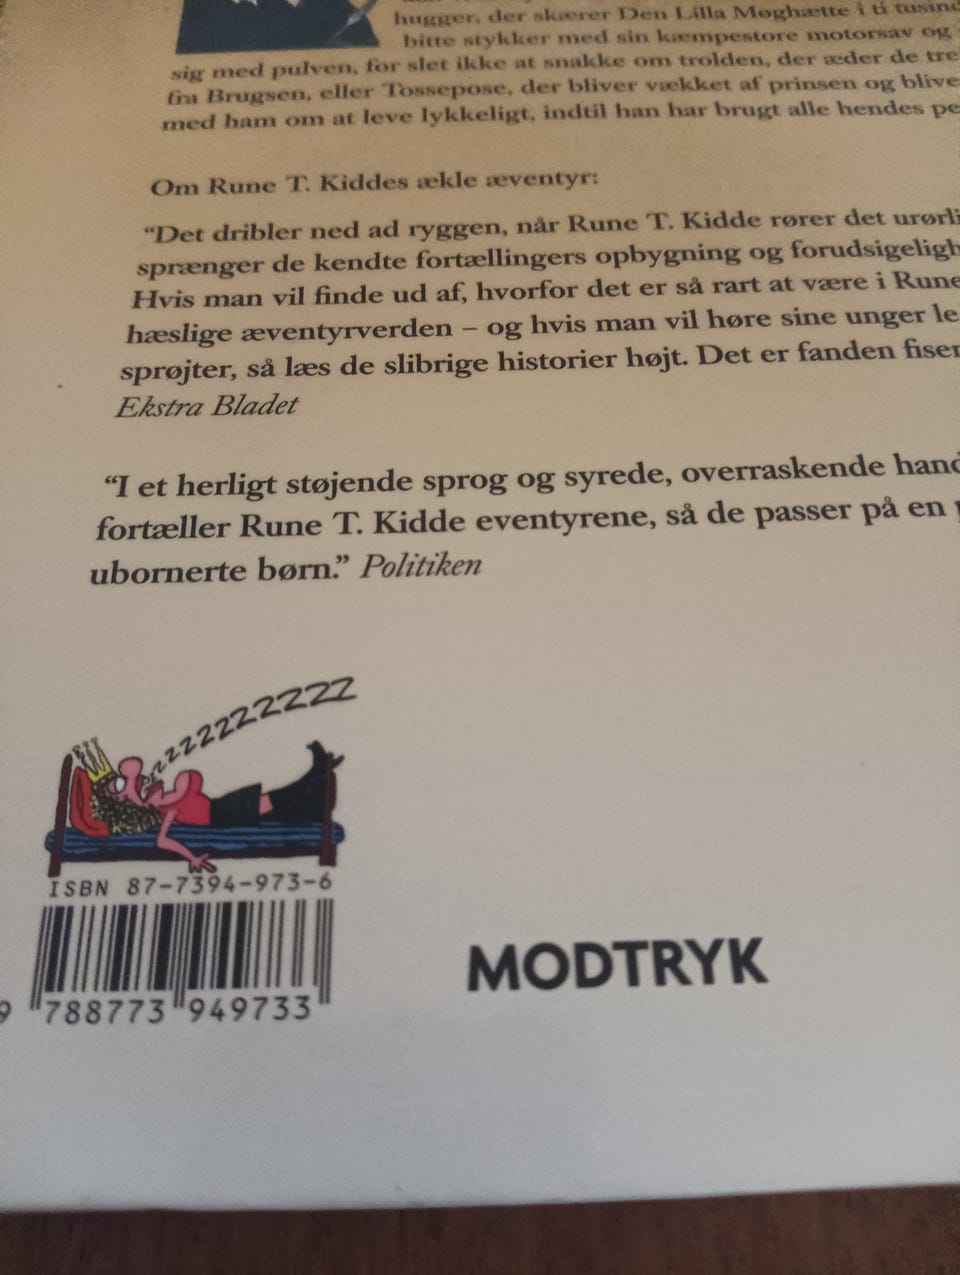 hugger, der skærer Den Lilla Møghætte i ti tusind
bitte stykker med sin kæmpestore motorsav og
sig med pulven, for slet ikke at snakke om trolden, der æder de tre
fra Brugsen, eller Tossepose, der bliver vækket af prinsen og blive
med ham om at leve lykkeligt, indtil han har brugt alle hendes pe
Om Rune T. Kiddes ækle æventyr:
“Det dribler ned ad ryggen, når Rune T. Kidde rører det urørli
sprænger de kendte fortællingers opbygning og forudsigeligh
Hvis man vil finde ud af, hvorfor det er så rart at være i Rune
hæslige æventyrverden – og hvis man vil høre sine unger le
sprøjter, så læs de slibrige historier højt. Det er fanden fiser
Ekstra Bladet
“I et herligt støjende sprog og syrede, overraskende hand
fortæller Rune T. Kidde eventyrene, så de passer på en p
ubornerte børn.” Politiken
zzzzzzzzzzzz
ISBN 87-7394-973-6
9 788773 949733
MODTRYK